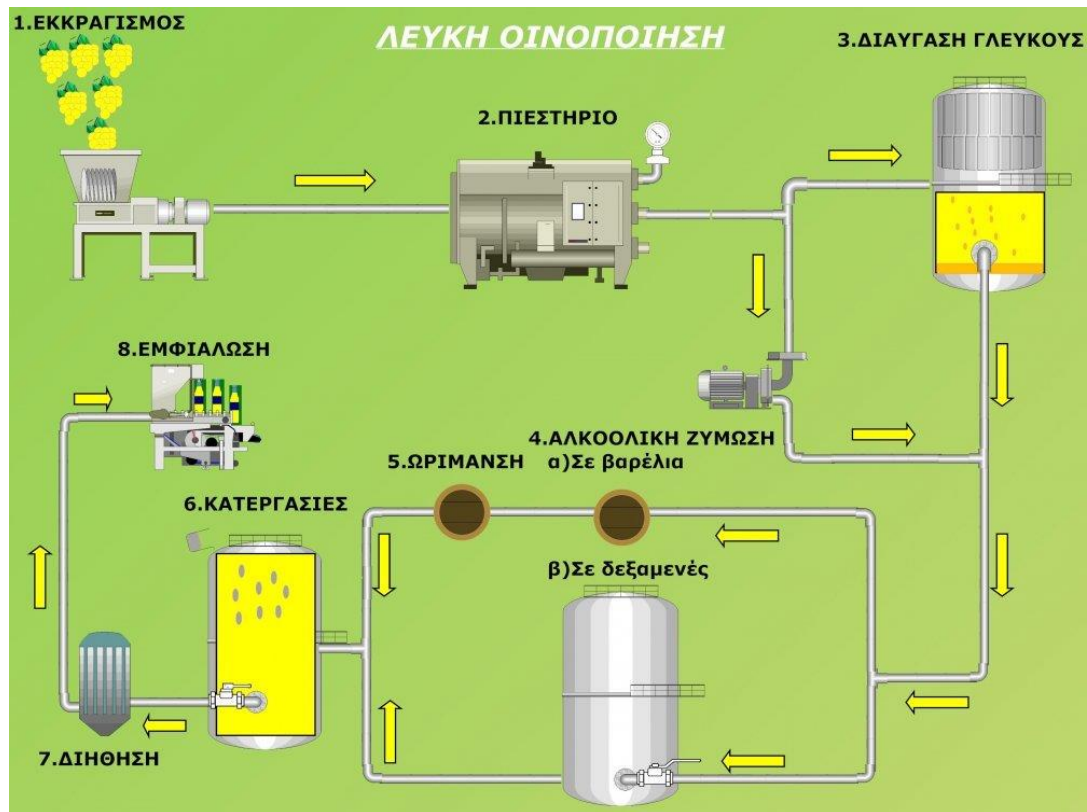 ΛΕΥΚΗ ΟΙΝΟΠΟΙΗΣΗ
1.ΕΚΚΡΑΓΙΣΜΟΣ
2.ΠΙΕΣΤΗΡΙΟ
3.ΔΙΑΥΓΑΣΗ ΓΛΕΥΚΟΥΣ
4.ΑΛΚΟΟΛΙΚΗ ΖΥΜΩΣΗ
α)Σε βαρέλια
β)Σε δεξαμενές
5.ΩΡΙΜΑΝΣΗ
6.ΚΑΤΕΡΓΑΣΙΕΣ
7.ΔΙΗΘΗΣΗ
8.ΕΜΦΙΑΛΩΣΗ